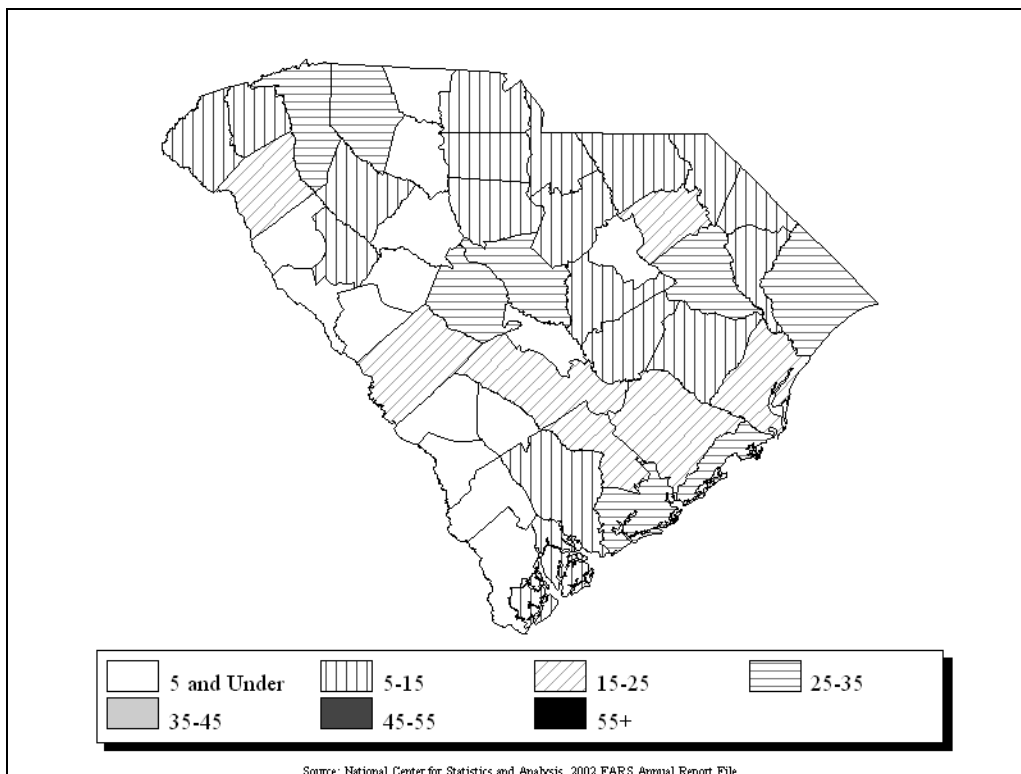 5 and Under 5-15 15-25 25-35
35-45 45-55 55+
Source: National Center for Statistics and Analysis, 2002 FARS Annual Report File